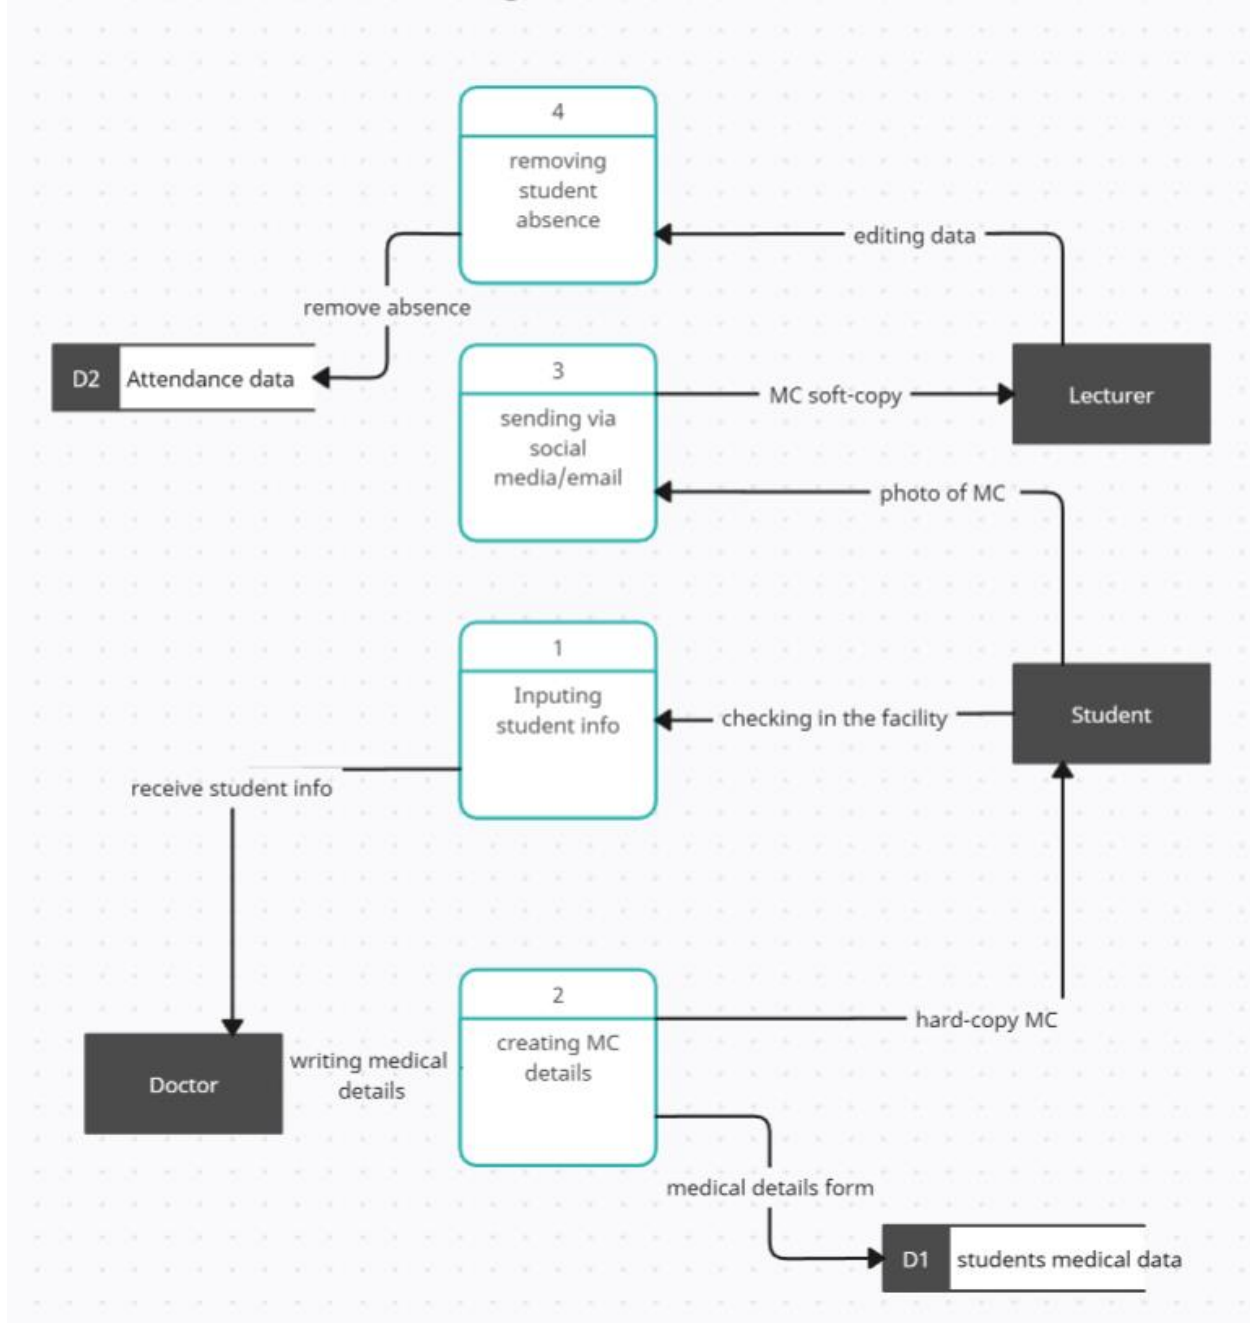 4
removing
student
absence
editing data
remove absence
D2
Attendance data
3
sending via
social
media/email
MC soft-copy
Lecturer
photo of MC
1
Inputing
student info
checking in the facility
Student
receive student info
2
creating MC
details
hard-copy MC
Doctor
writing medical
details
medical details form
D1
students medical data